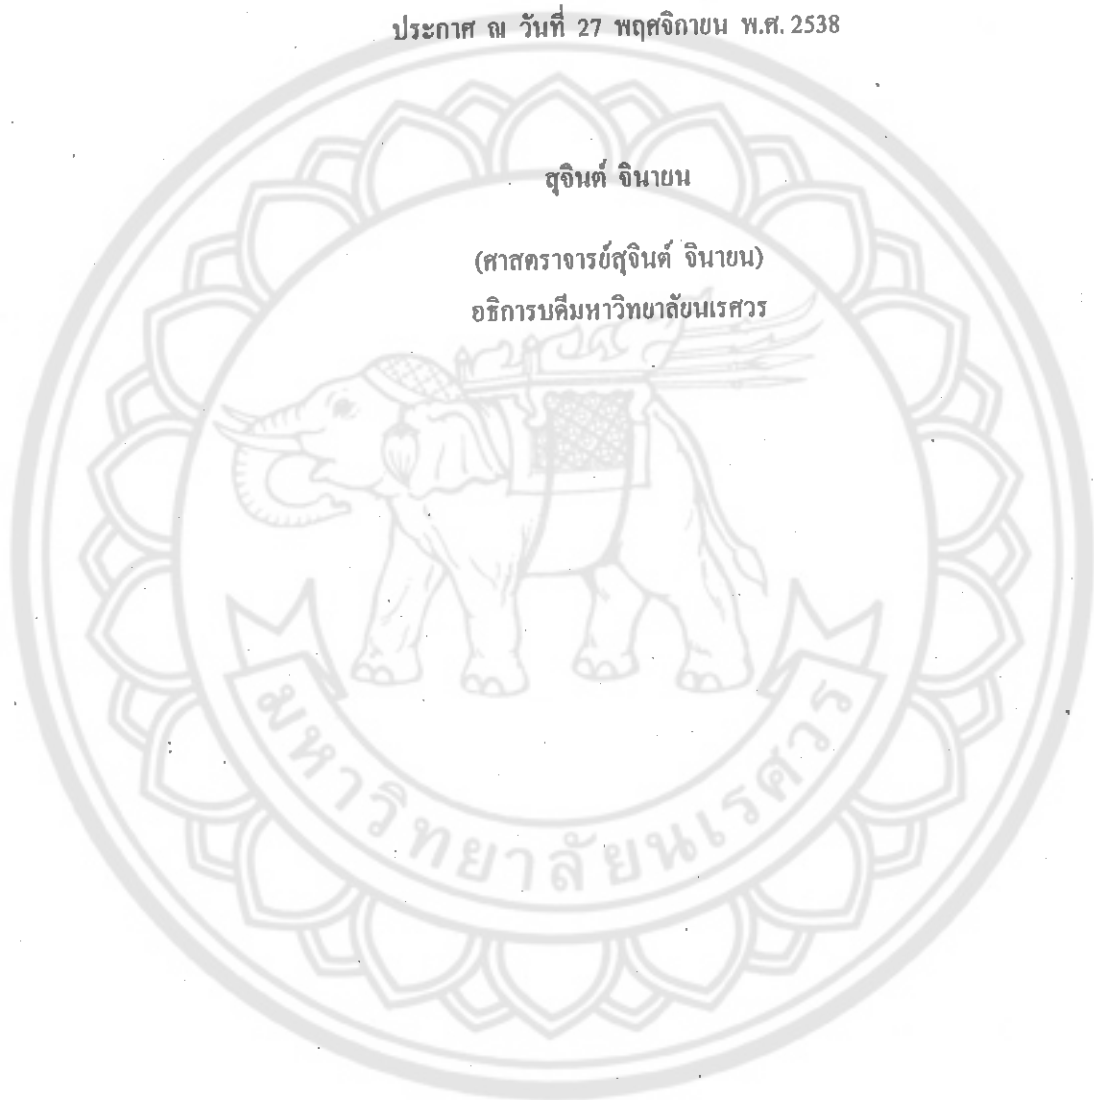 ประกาศ ณ วันที่ 27 พฤศจิกายน พ.ศ. 2538
สุจินต์ จินายน
(ศาสตราจารย์สุจินต์ จินายน)
อธิการบดีมหาวิทยาลัยนเรศวร
มหาวิทยาลัยนเรศวร